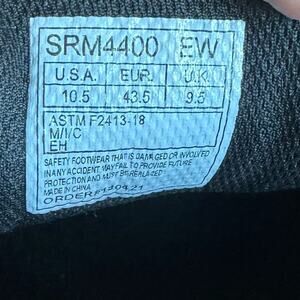 SRM4400 EW
U.S.A. EUR. U.K.
10.5 43.5 9.5
ASTM F2413-18
M/I/C
EH
SAFETY FOOTWEAR THAT IS DAMAGED OR INVOLVED
IN ANY ACCIDENT MAY FAIL TO PROVIDE FUTURE
PROTECTION AND MUST BE REPLACED
MADE IN CHINA
ORDER#